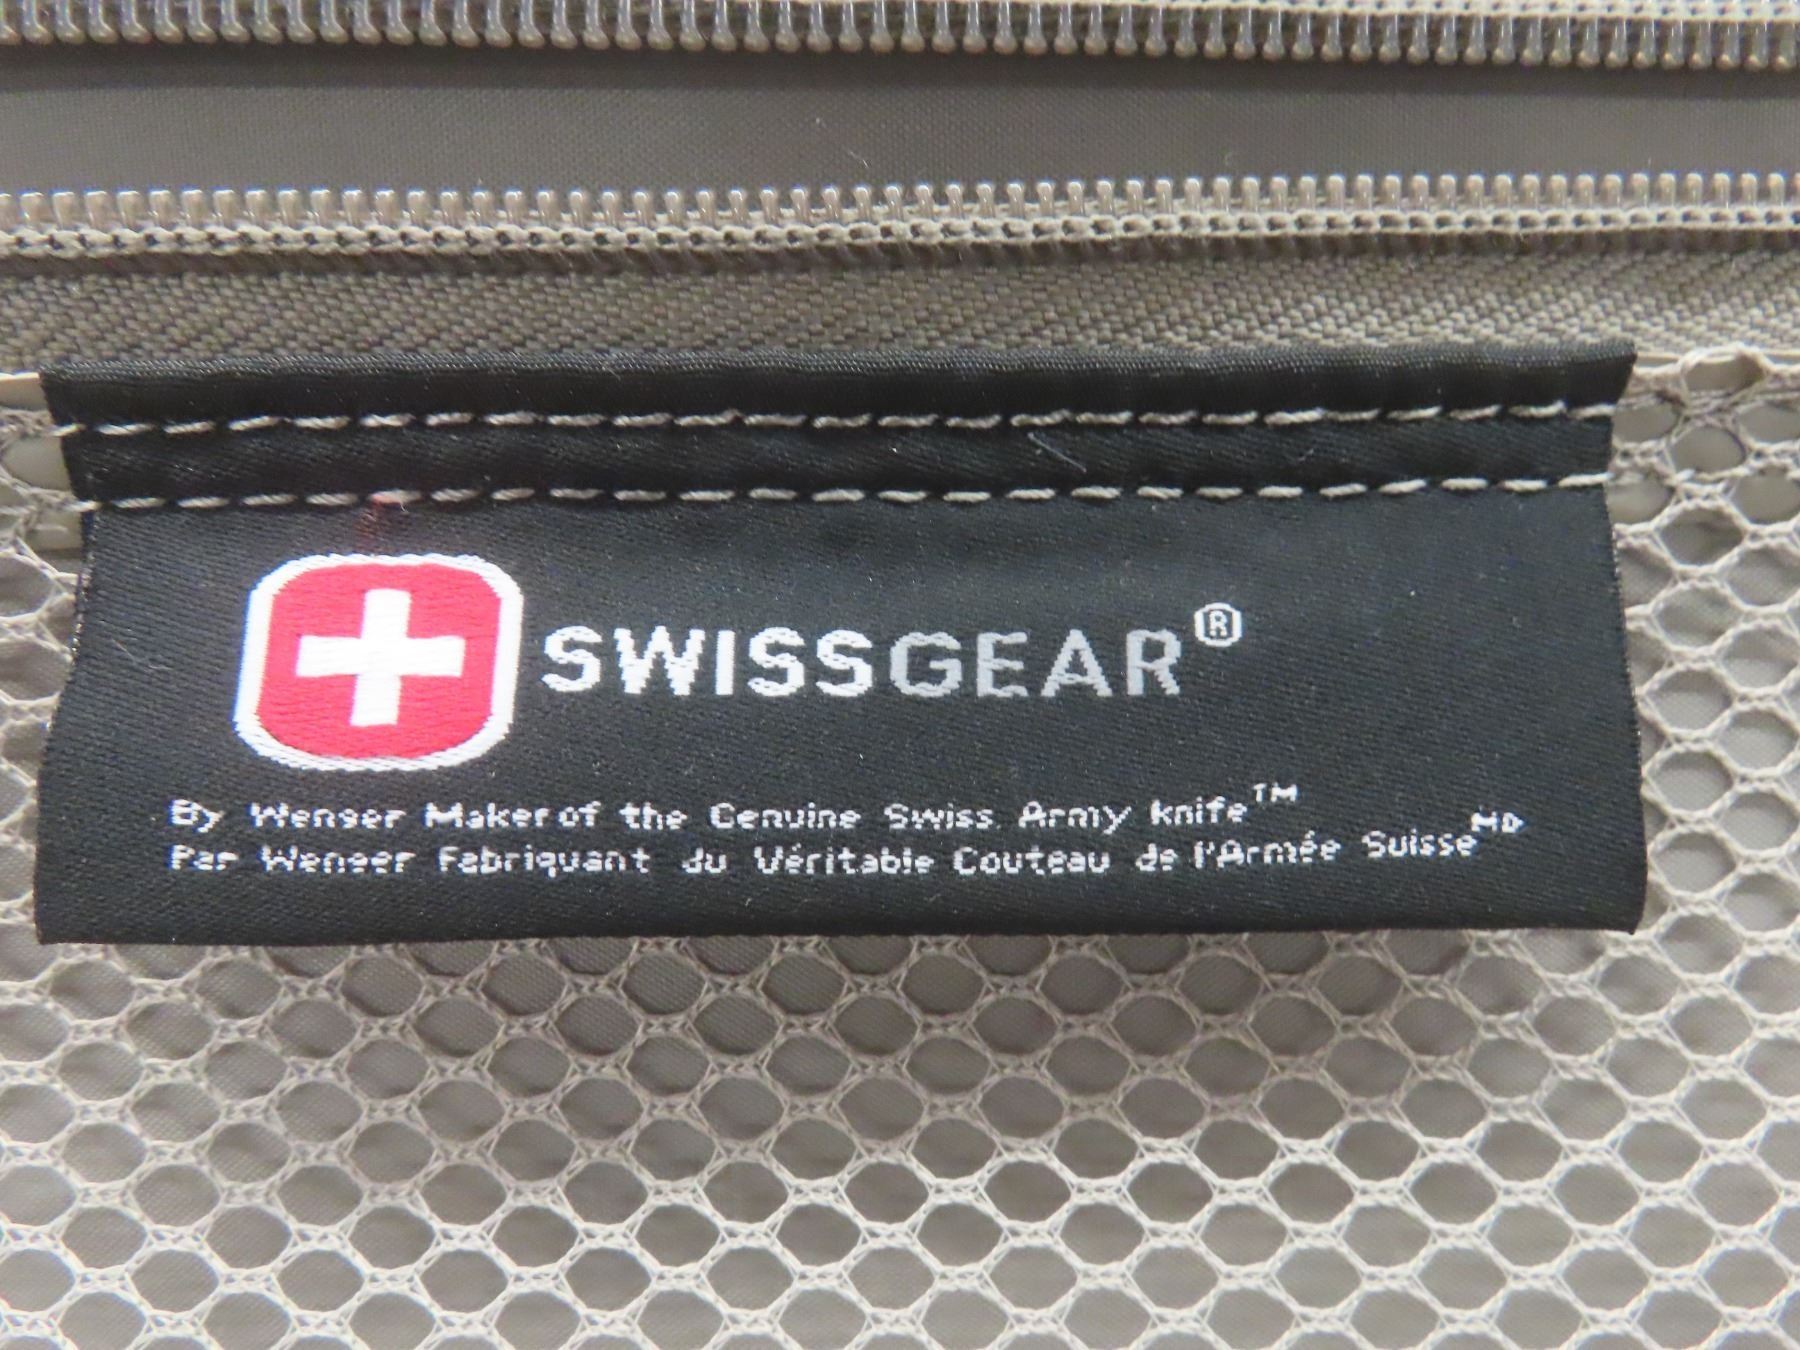 SWISSGEAR®
By Wenger Maker of the Genuine Swiss Army knife™
Par Wenger Fabriquant du Véritable Couteau de l'Armée Suisse MD